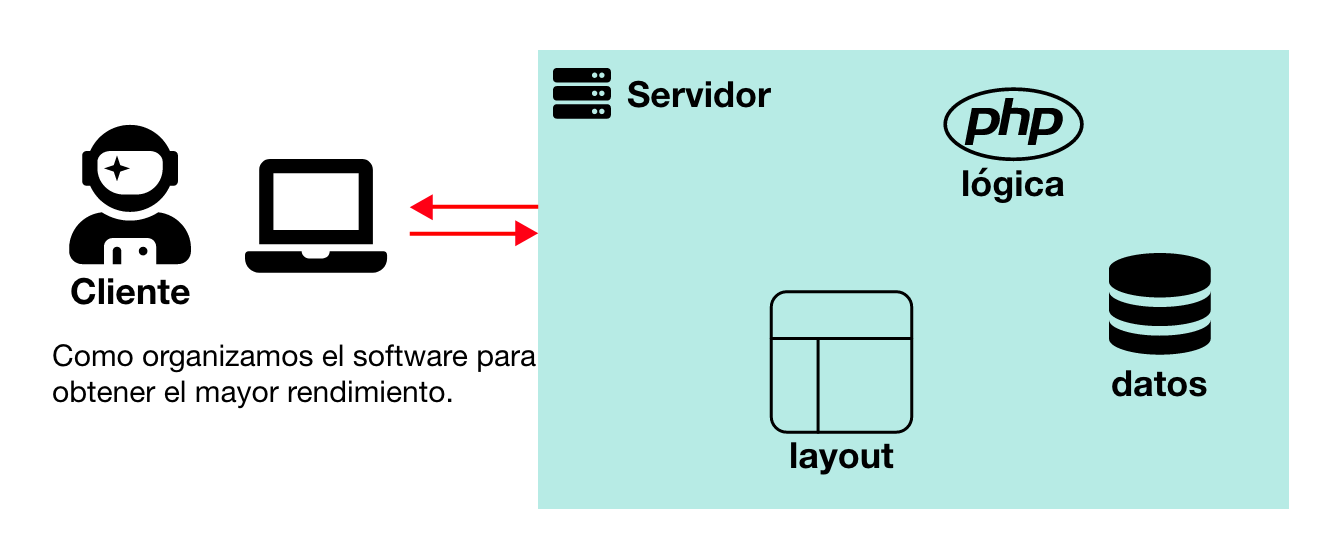 Servidor
php
lógica
Cliente
Como organizamos el software para
obtener el mayor rendimiento.
datos
layout